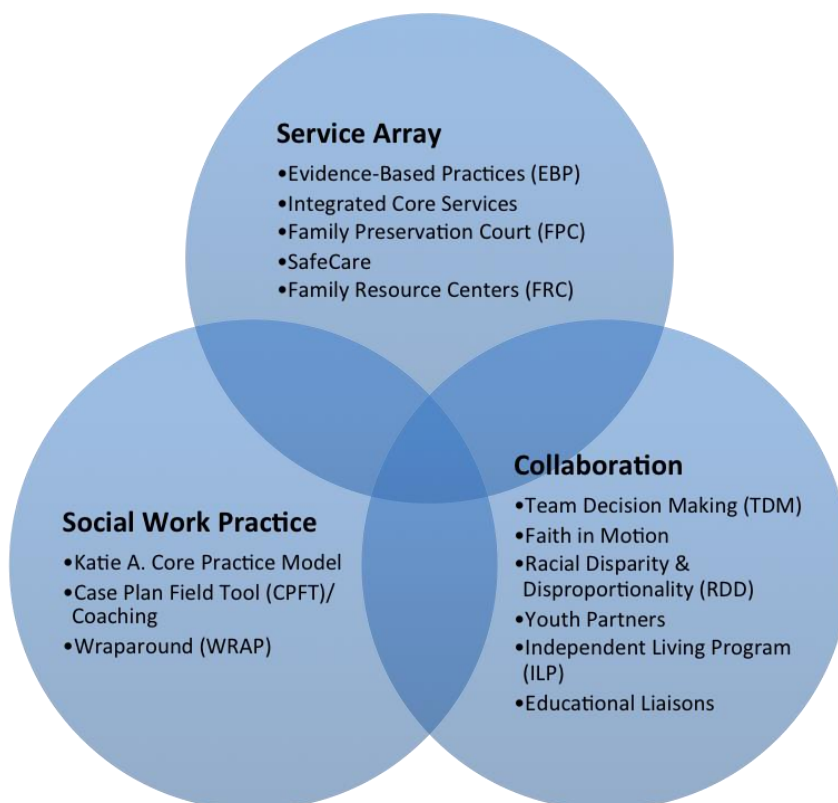 Service Array
•Evidence-Based Practices (EBP)
•Integrated Core Services
•Family Preservation Court (FPC)
•SafeCare
•Family Resource Centers (FRC)
Social Work Practice
•Katie A. Core Practice Model
•Case Plan Field Tool (CPFT)/
Coaching
•Wraparound (WRAP)
Collaboration
•Team Decision Making (TDM)
•Faith in Motion
•Racial Disparity &
Disproportionality (RDD)
•Youth Partners
•Independent Living Program
(ILP)
•Educational Liaisons